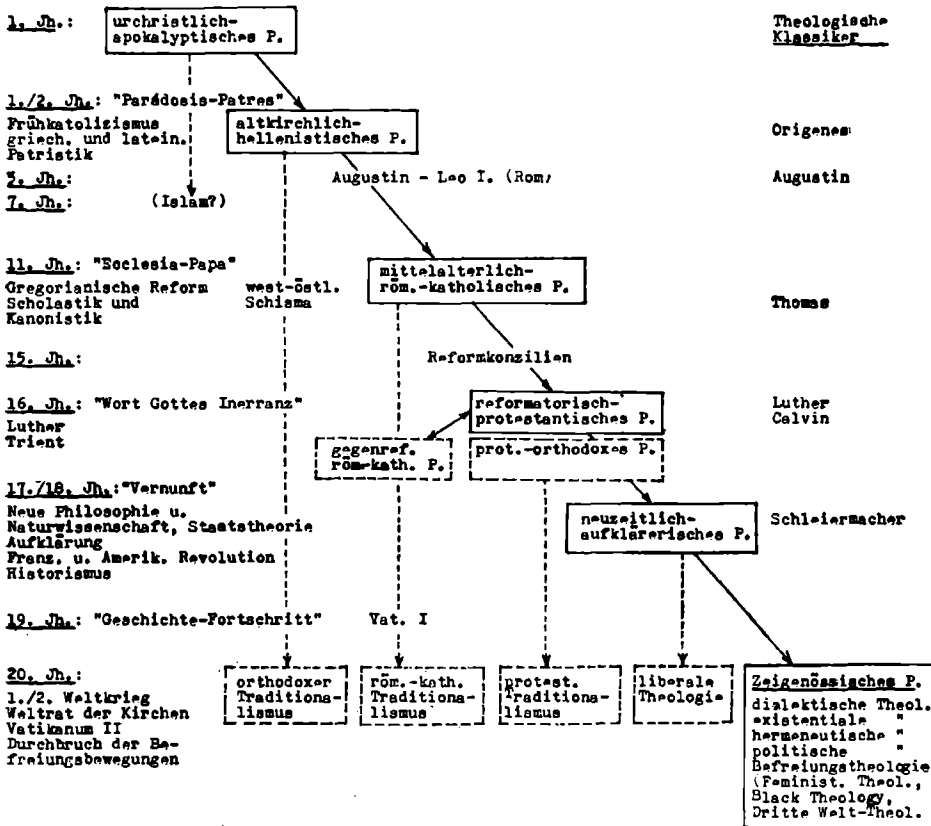 1. Jh.:
urchristlich-
apokalyptisches P.
Theologische
Klassiker
1./2. Jh.: "Parádosis-Patres"
Frühkatolizismus
griech. und latein.
Patristik
altkirchlich-
hellenistisches P.
Origenes
5. Jh.:
Augustin - Leo I. (Rom)
Augustin
7. Jh.:
(Islam?)
11. Jh.: "Ecclesia-Papa"
Gregorianische Reform
Scholastik und
Kanonistik
west-östl.
Schisma
mittelalterlich-
röm.-katholisches P.
Thomas
15. Jh.:
Reformkonzilien
16. Jh.: "Wort Gottes Inerranz"
Luther
Trient
reformatorisch-
protestantisches P.
Luther
Calvin
gegenref.
röm-kath. P.
prot.-orthodoxes P.
17./18. Jh.:"Vernunft"
Neue Philosophie u.
Naturwissenschaft, Staatstheorie
Aufklärung
Franz. u. Amerik. Revolution
Historismus
neuzeitlich-
aufklärerisches P.
Schleiermacher
19. Jh.: "Geschichte-Fortschritt"
Vat. I
20. Jh.:
1./2. Weltkrieg
Weltrat der Kirchen
Vatikanum II
Durchbruch der Be-
freiungsbewegungen
orthodoxer
Traditiona-
lismus
röm.-kath.
Traditiona-
lismus
protest.
Traditiona-
lismus
liberale
Theologie
Zeigenössisches P.
dialektische Theol.
existentiale "
hermeneutische "
politische "
Befreiungstheologie
(Feminist. Theol.,
Black Theology,
Dritte Welt-Theol.